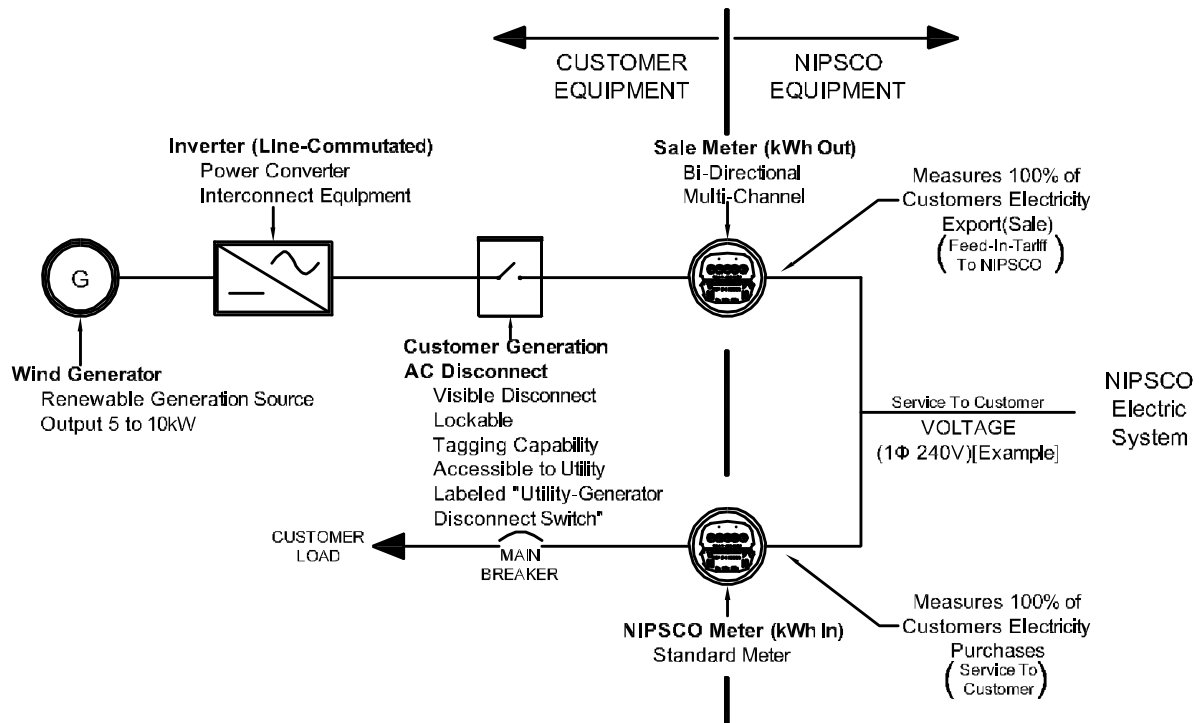 CUSTOMER
EQUIPMENT
NIPSCO
EQUIPMENT
Inverter (Line-Commutated)
Power Converter
Interconnect Equipment
Sale Meter (kWh Out)
Bi-Directional
Multi-Channel
Measures 100% of
Customers Electricity
Export(Sale)
(Feed-In-Tariff
To NIPSCO)
G
Wind Generator
Renewable Generation Source
Output 5 to 10kW
Customer Generation
AC Disconnect
Visible Disconnect
Lockable
Tagging Capability
Accessible to Utility
Labeled "Utility-Generator
Disconnect Switch"
Service To Customer
VOLTAGE
(1Φ 240V)[Example]
NIPSCO
Electric
System
CUSTOMER
LOAD
MAIN
BREAKER
NIPSCO Meter (kWh In)
Standard Meter
Measures 100% of
Customers Electricity
Purchases
(Service To
Customer)